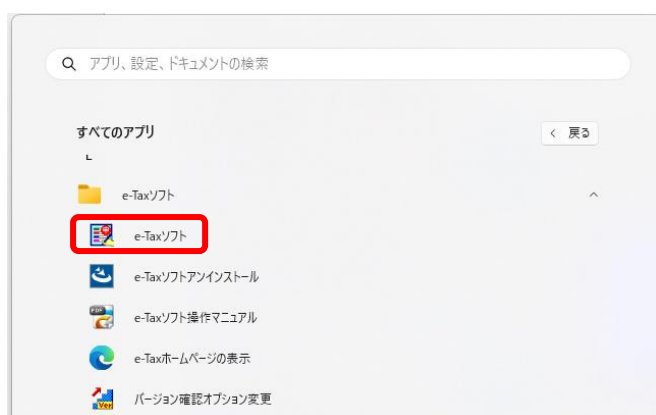 アプリ、設定、ドキュメントの検索
すべてのアプリ
戻る
e-Taxソフト
e-Taxソフト
e-Taxソフトアンインストール
e-Taxソフト操作マニュアル
e-Taxホームページの表示
バージョン確認オプション変更